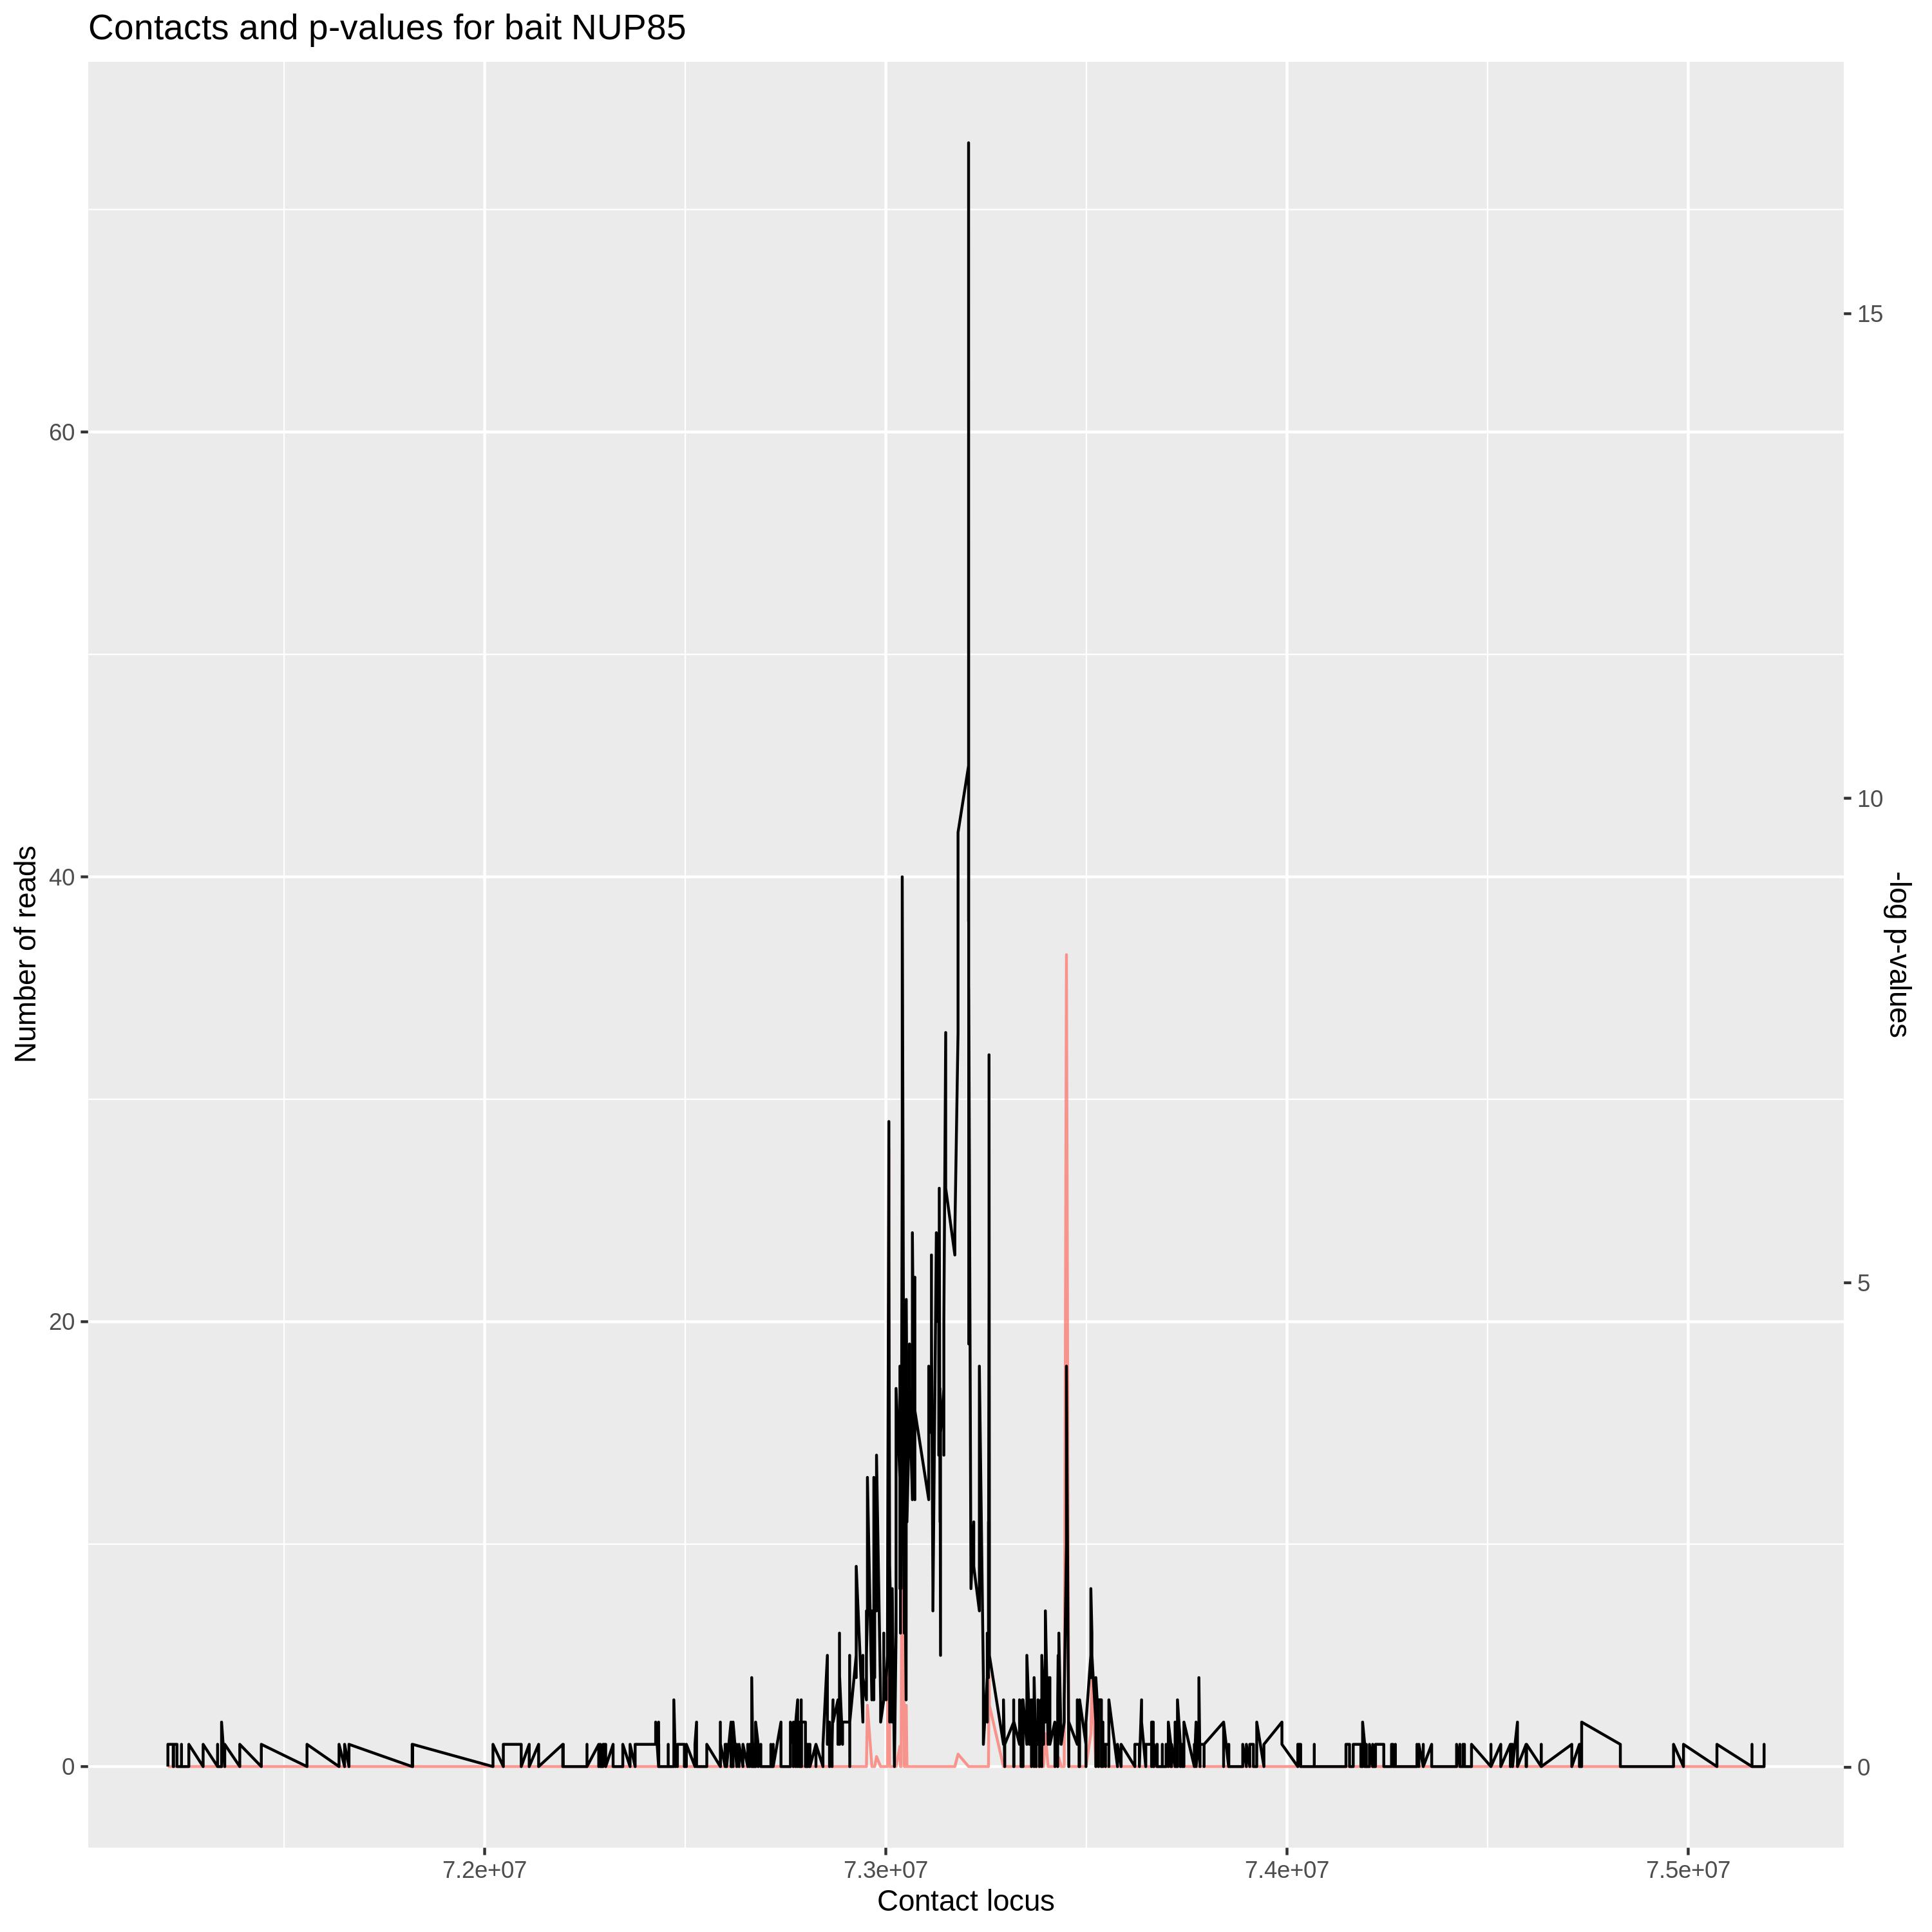 Contacts and p-values for bait NUP85
Number of reads
60
40
20
0
15
10
5
0
-log p-values
7.2e+07
7.3e+07
7.4e+07
7.5e+07
Contact locus